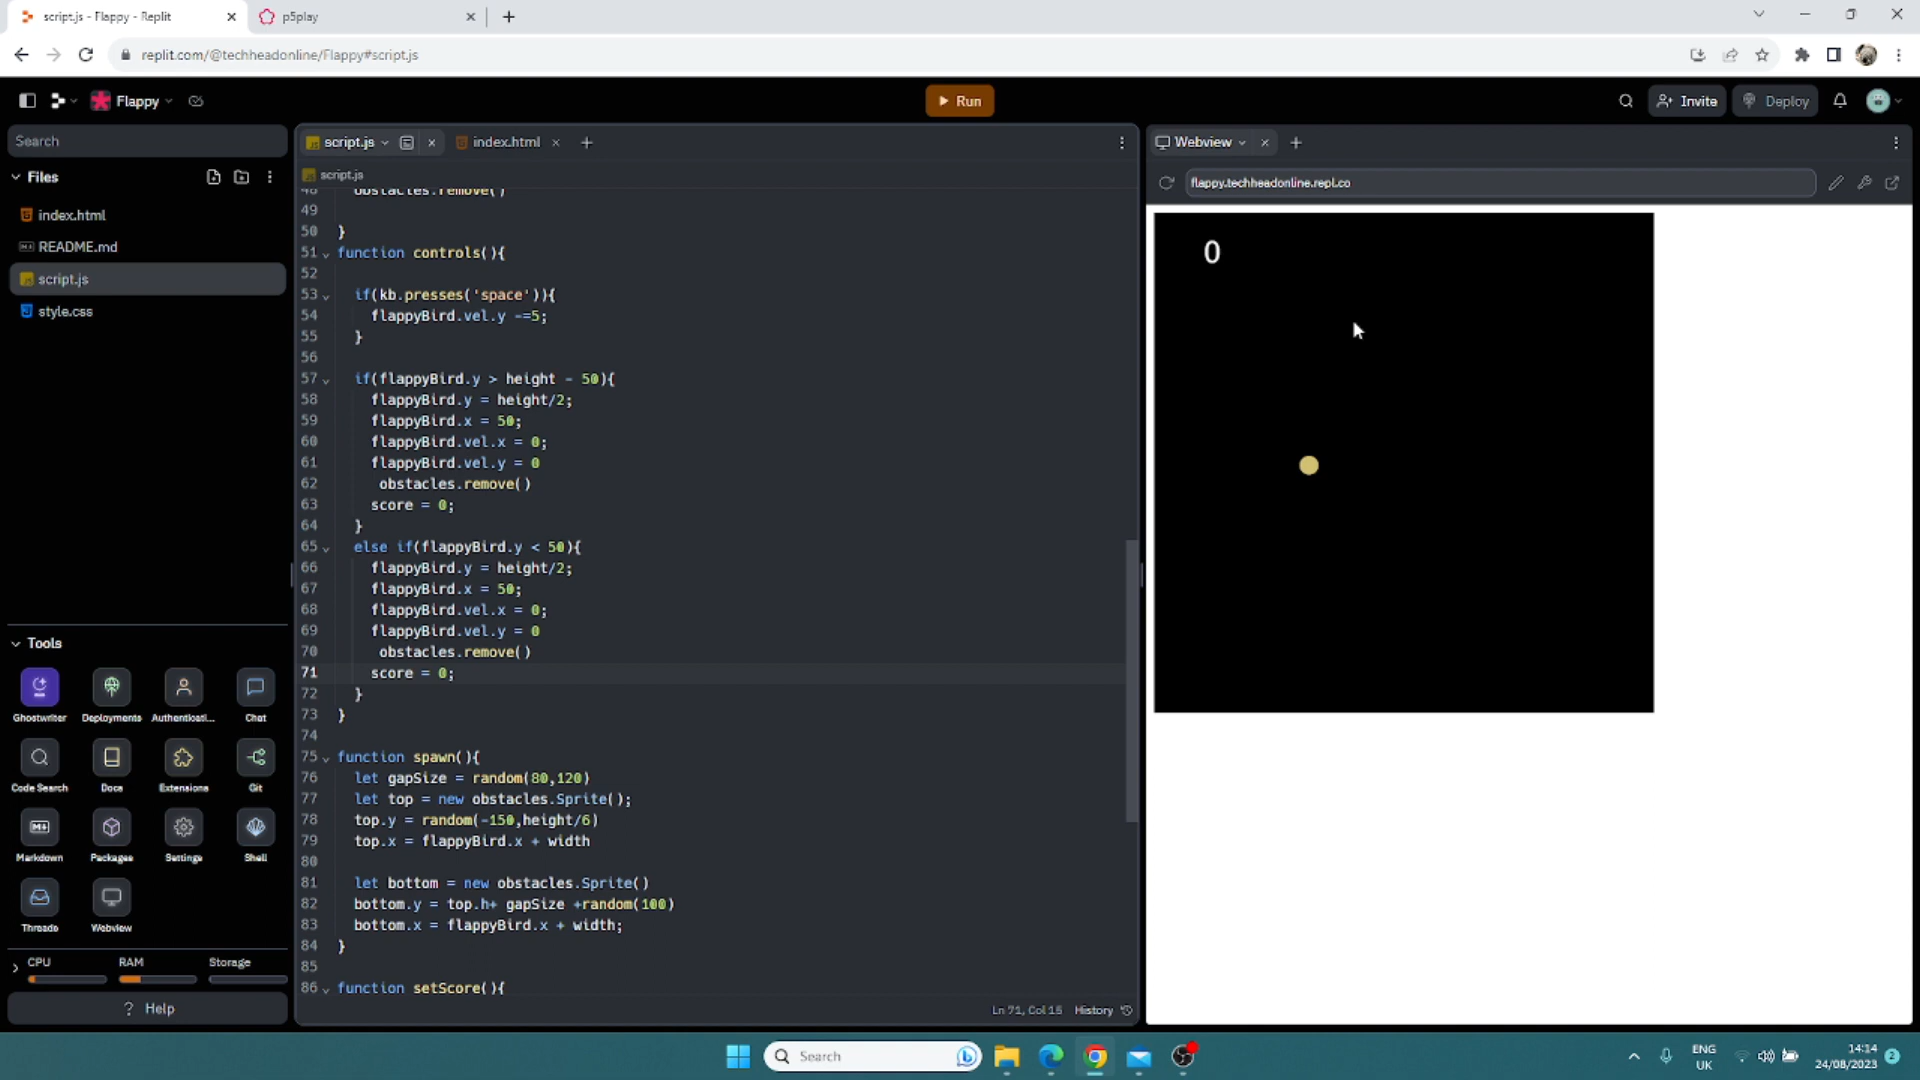 script.js - Flappy - Replit
p5play
replit.com/@techheadonline/Flappy#script.js
Flappy
Run
Invite
Deploy
Search
script.js
index.html
Webview
Files
script.js
flappy.techheadonline.repl.co
index.html
README.md
script.js
style.css
48 obstacles.remove()
49
50 }
51 function controls(){
52
53 if(kb.presses('space')){
54 flappyBird.vel.y -=5;
55 }
56
57 if(flappyBird.y > height - 50){
58 flappyBird.y = height/2;
59 flappyBird.x = 50;
60 flappyBird.vel.x = 0;
61 flappyBird.vel.y = 0
62 obstacles.remove()
63 score = 0;
64 }
65 else if(flappyBird.y < 50){
66 flappyBird.y = height/2;
67 flappyBird.x = 50;
68 flappyBird.vel.x = 0;
69 flappyBird.vel.y = 0
70 obstacles.remove()
71 score = 0;
72 }
73 }
74
75 function spawn(){
76 let gapSize = random(80,120)
77 let top = new obstacles.Sprite();
78 top.y = random(-150,height/6)
79 top.x = flappyBird.x + width
80
81 let bottom = new obstacles.Sprite()
82 bottom.y = top.h+ gapSize +random(100)
83 bottom.x = flappyBird.x + width;
84 }
85
86 function setScore(){
0
Tools
Ghostwriter
Deployments
Authenticati...
Chat
Code Search
Docs
Extensions
Git
Markdown
Packages
Settings
Shell
Threads
Webview
CPU
RAM
Storage
? Help
Ln 71, Col 15
History
Search
ENG
UK
14:14
24/08/2023
2